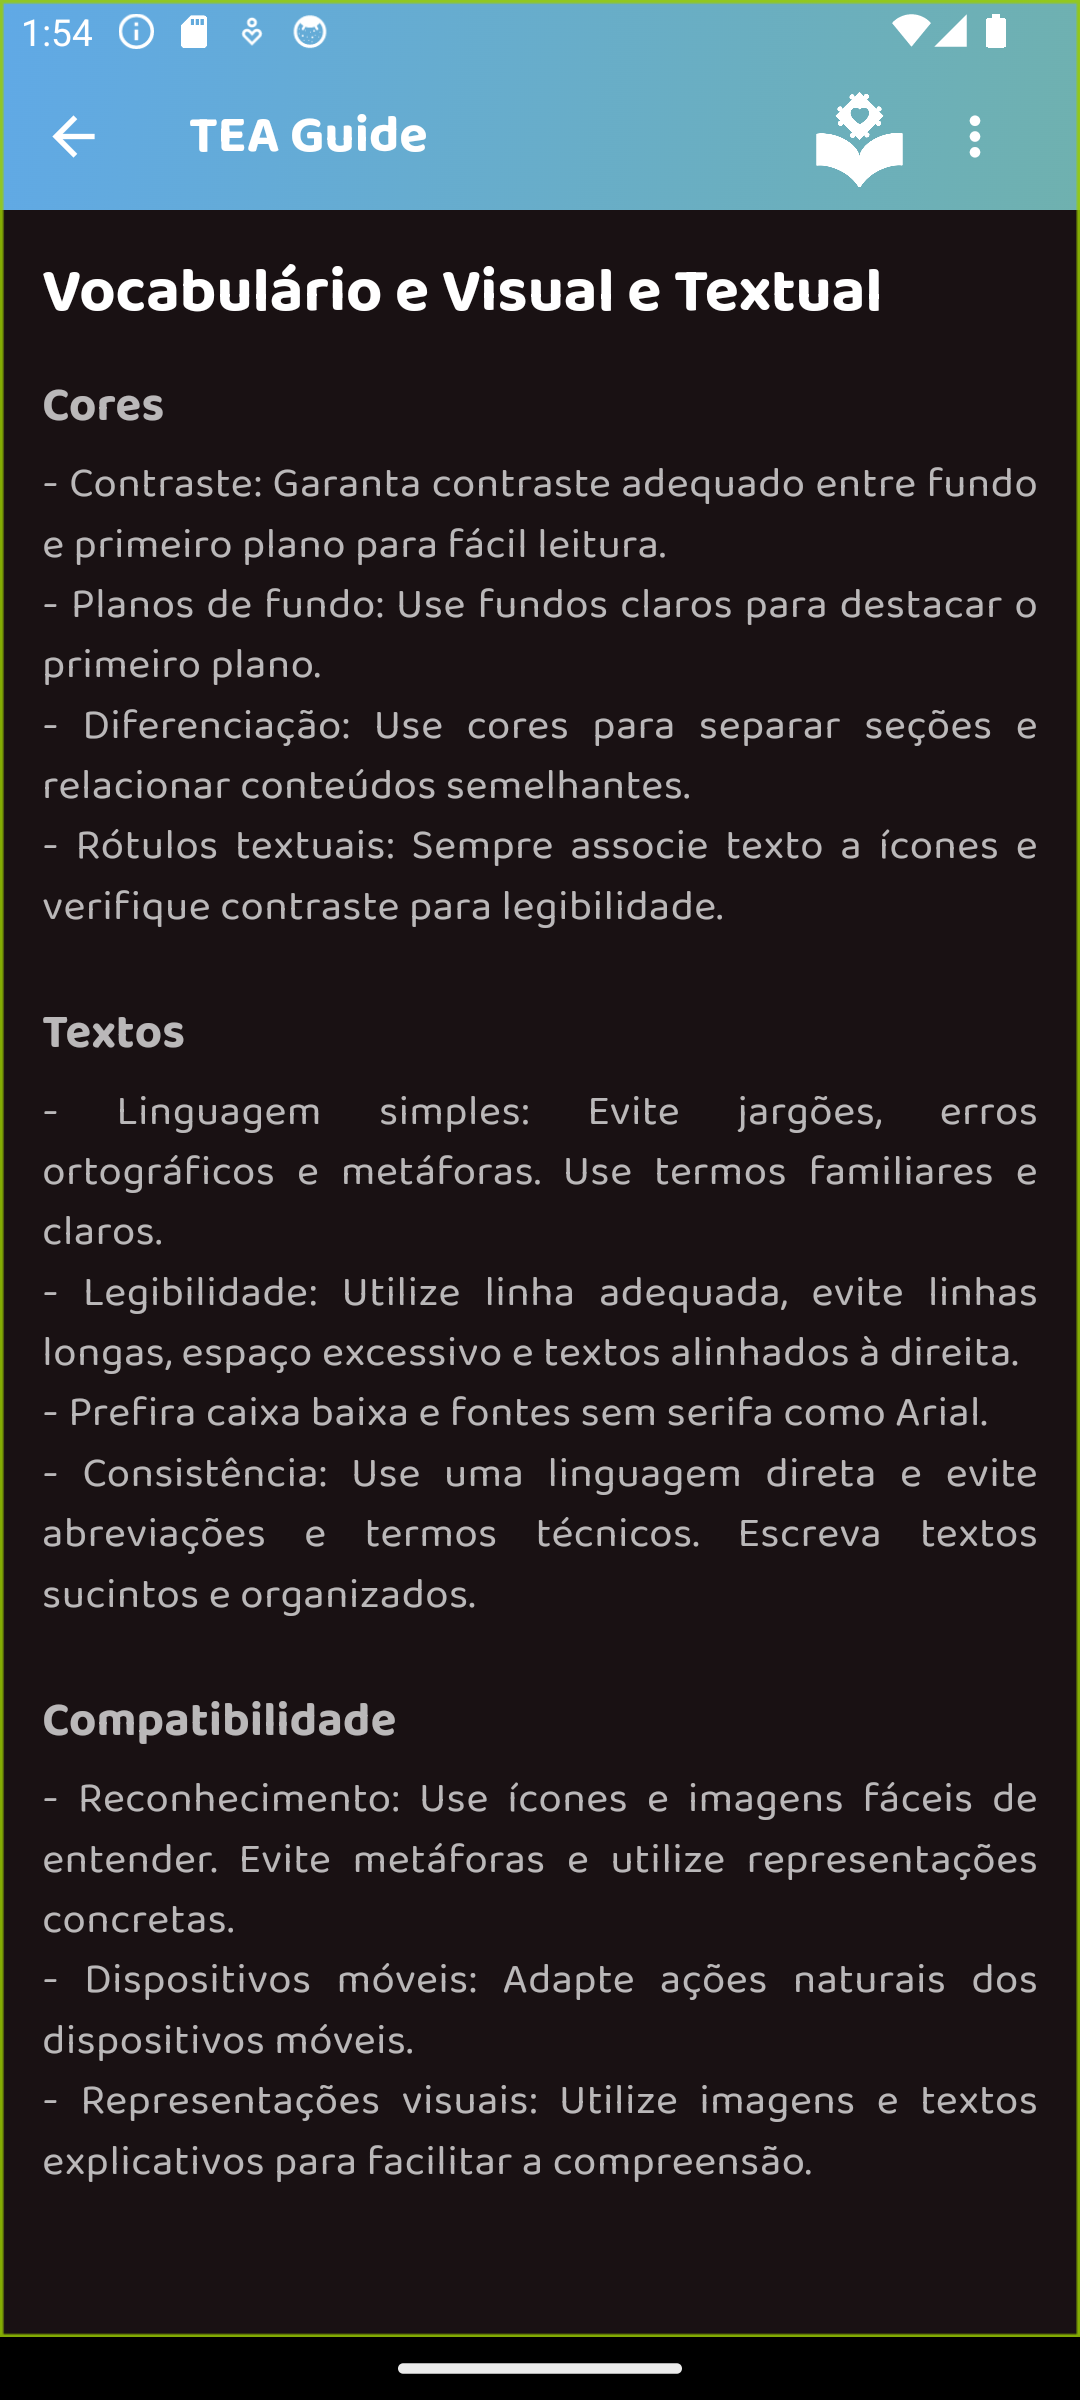 1:54
TEA Guide
Vocabulário e Visual e Textual
Cores
- Contraste: Garanta contraste adequado entre fundo
e primeiro plano para fácil leitura.
- Planos de fundo: Use fundos claros para destacar o
primeiro plano.
- Diferenciação: Use cores para separar seções e
relacionar conteúdos semelhantes.
- Rótulos textuais: Sempre associe texto a ícones e
verifique contraste para legibilidade.
Textos
- Linguagem simples: Evite jargões, erros
ortográficos e metáforas. Use termos familiares e
claros.
- Legibilidade: Utilize linha adequada, evite linhas
longas, espaço excessivo e textos alinhados à direita.
- Prefira caixa baixa e fontes sem serifa como Arial.
- Consistência: Use uma linguagem direta e evite
abreviações e termos técnicos. Escreva textos
sucintos e organizados.
Compatibilidade
- Reconhecimento: Use ícones e imagens fáceis de
entender. Evite metáforas e utilize representações
concretas.
- Dispositivos móveis: Adapte ações naturais dos
dispositivos móveis.
- Representações visuais: Utilize imagens e textos
explicativos para facilitar a compreensão.